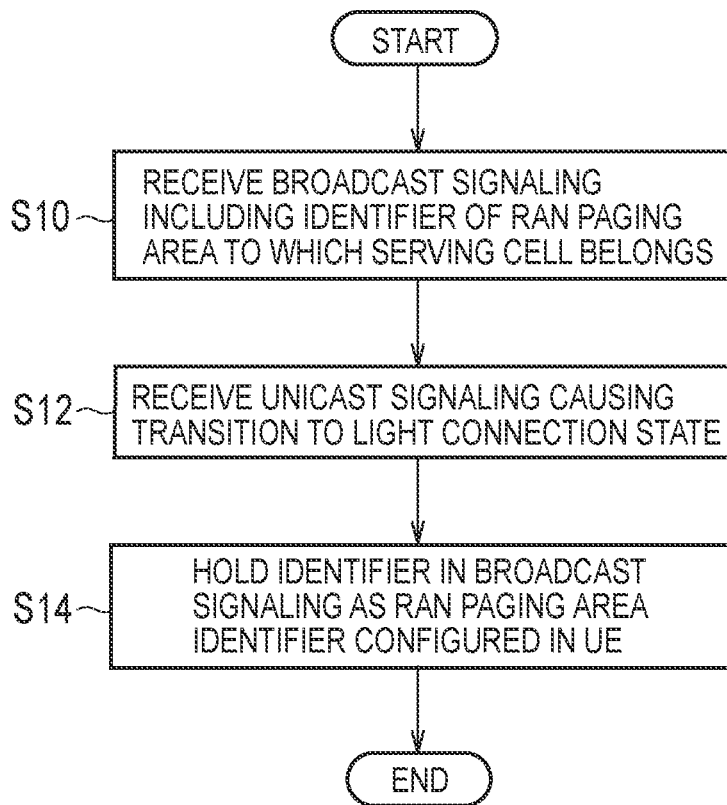 START
S10
RECEIVE BROADCAST SIGNALING
INCLUDING IDENTIFIER OF RAN PAGING
AREA TO WHICH SERVING CELL BELONGS
S12
RECEIVE UNICAST SIGNALING CAUSING
TRANSITION TO LIGHT CONNECTION STATE
S14
HOLD IDENTIFIER IN BROADCAST
SIGNALING AS RAN PAGING AREA
IDENTIFIER CONFIGURED IN UE
END